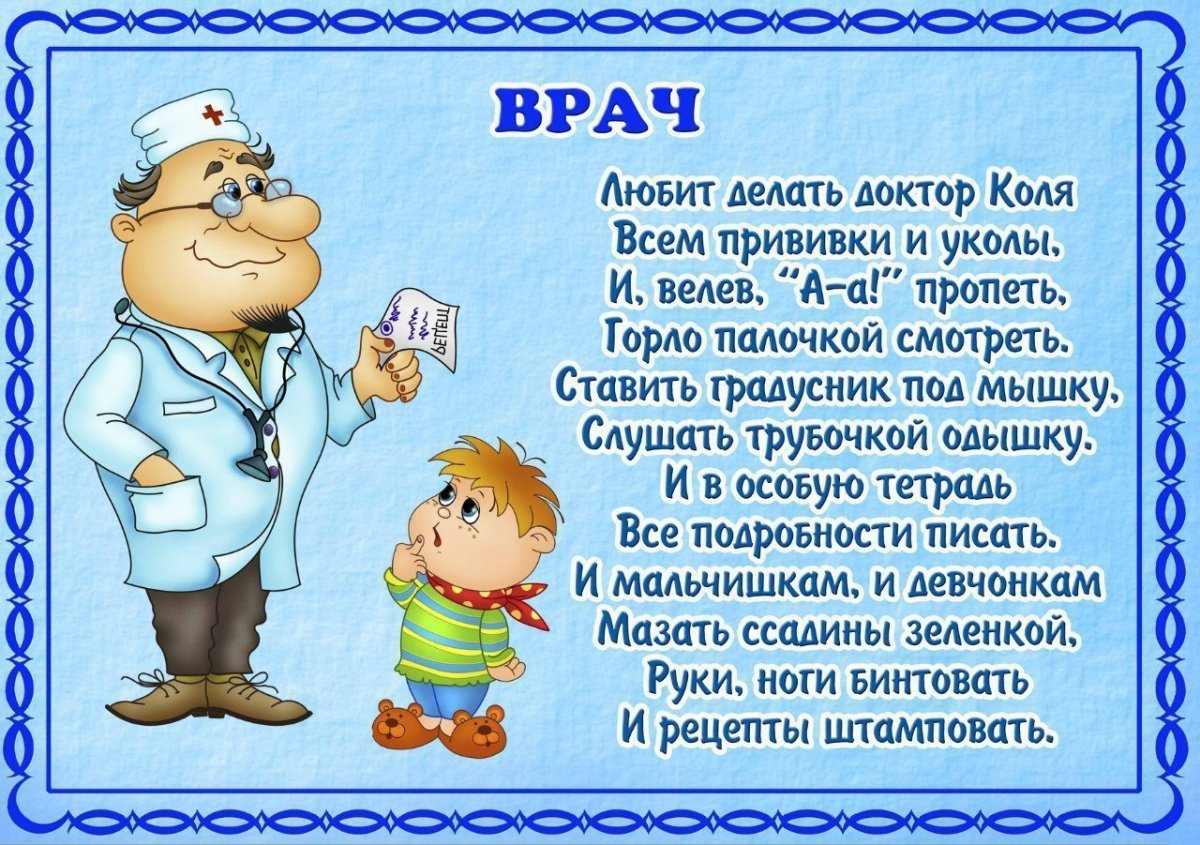 ВРАЧ
Любит делать доктор Коля
Всем прививки и уколы,
И, велев, “А-а!” пропеть,
Горло палочкой смотреть.
Ставить градусник под мышку,
Слушать трубочкой одышку.
И в особую тетрадь
Все подробности писать.
И мальчишкам, и девчонкам
Мазать ссадины зеленкой,
Руки, ноги бинтовать
И рецепты штамповать.